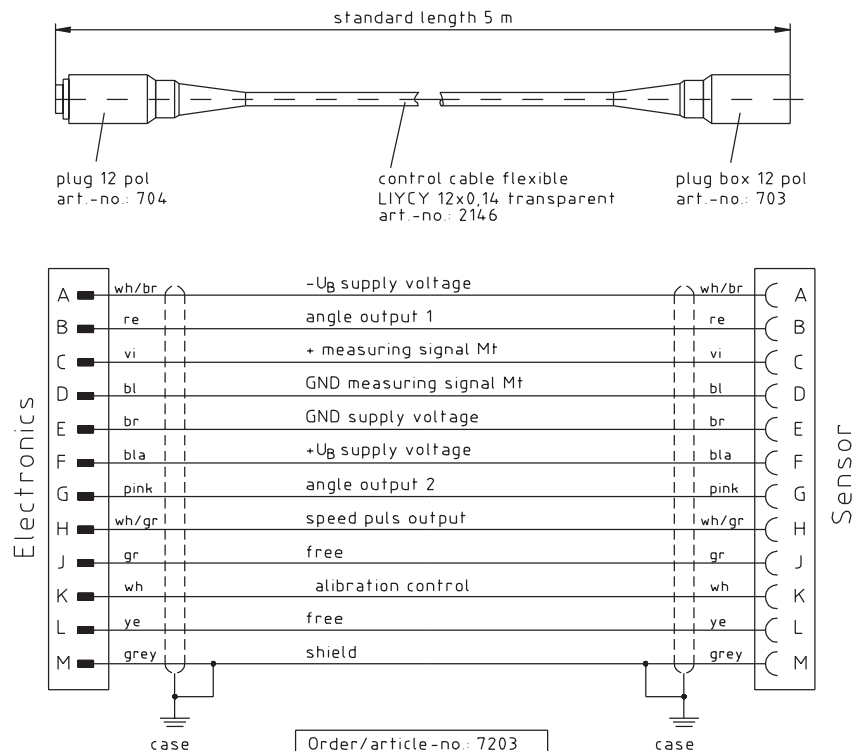 standard length 5 m
plug 12 pol
art.-no.: 704
control cable flexible
LIYCY 12x0,14 transparent
art.-no.: 2146
plug box 12 pol
art.-no.: 703
Electronics
Sensor
A wh/br -UB supply voltage wh/br A
B re angle output 1 re B
C vi + measuring signal Mt vi C
D bl GND measuring signal Mt bl D
E br GND supply voltage br E
F bla +UB supply voltage bla F
G pink angle output 2 pink G
H wh/gr speed puls output wh/gr H
J gr free gr J
K wh alibration control wh K
L ye free ye L
M grey shield grey M
case
Order/article-no.: 7203
case